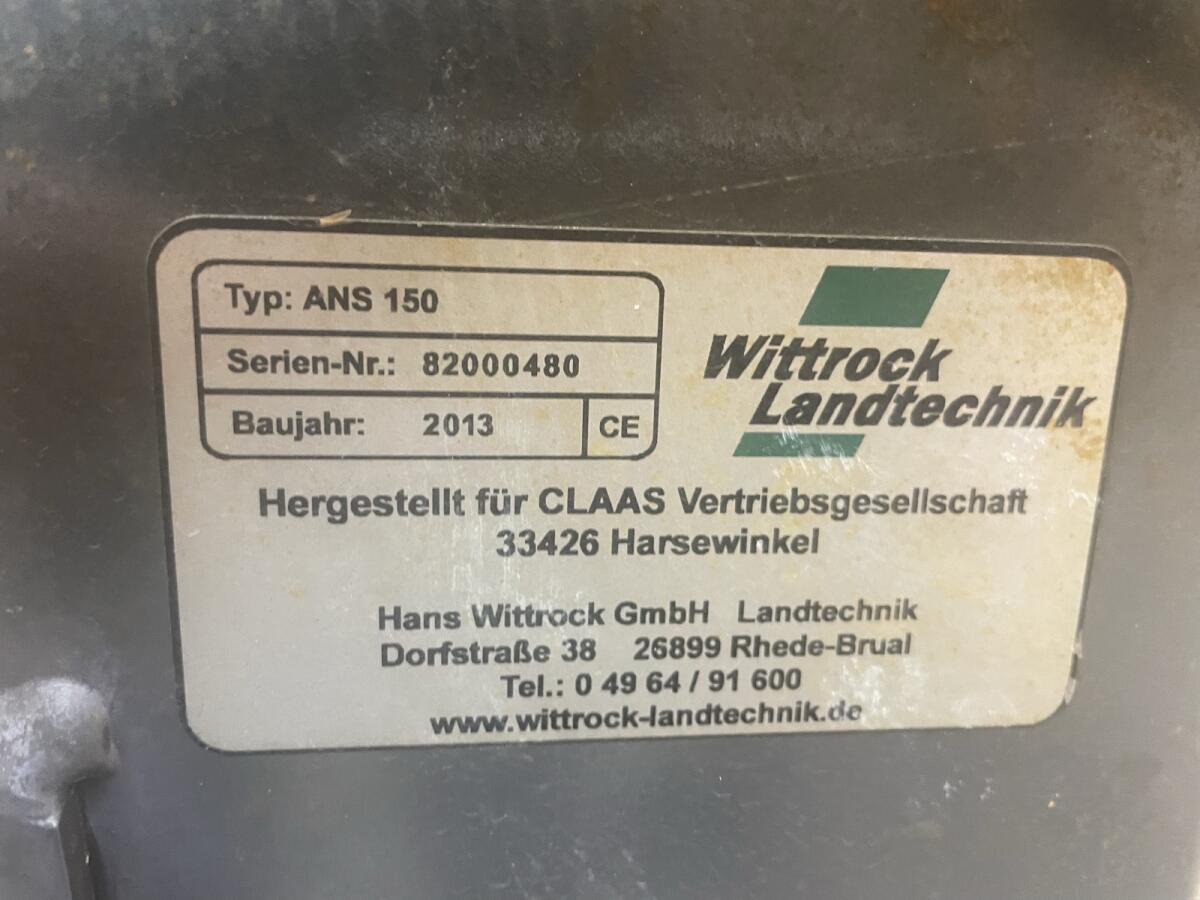 Typ: ANS 150
Serien-Nr.: 82000480
Baujahr: 2013 CE
Wittrock
Landtechnik
Hergestellt für CLAAS Vertriebsgesellschaft
33426 Harsewinkel
Hans Wittrock GmbH Landtechnik
Dorfstraße 38 26899 Rhede-Brual
Tel.: 0 49 64 / 91 600
www.wittrock-landtechnik.de